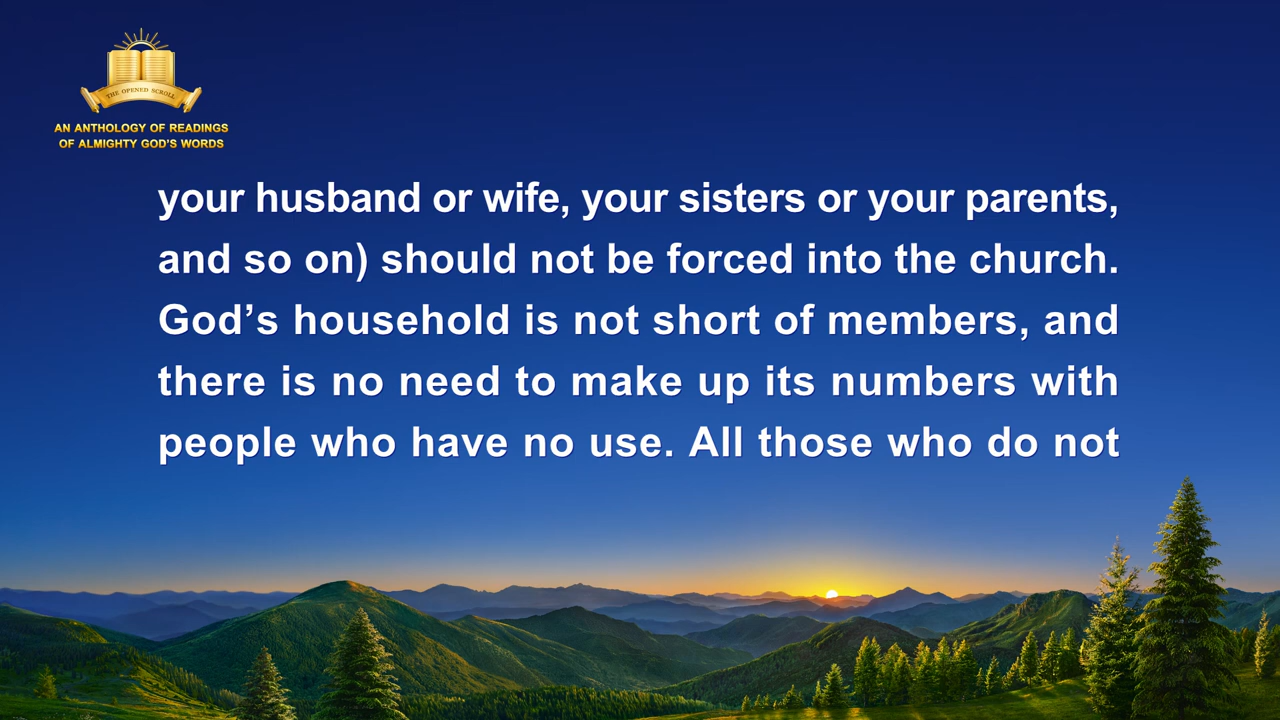 THE OPENED SCROLL
AN ANTHOLOGY OF READINGS
OF ALMIGHTY GOD'S WORDS
your husband or wife, your sisters or your parents,
and so on) should not be forced into the church.
God’s household is not short of members, and
there is no need to make up its numbers with
people who have no use. All those who do not